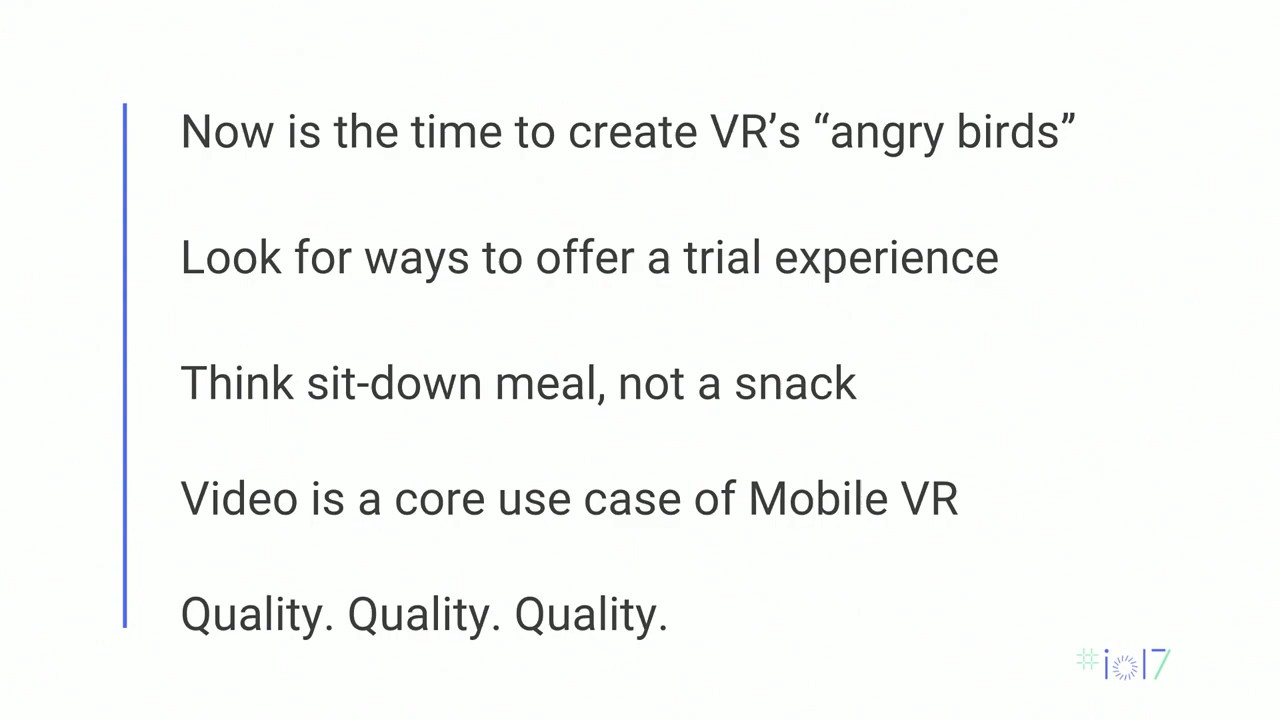 Now is the time to create VR’s “angry birds”
Look for ways to offer a trial experience
Think sit-down meal, not a snack
Video is a core use case of Mobile VR
Quality. Quality. Quality.
#io17